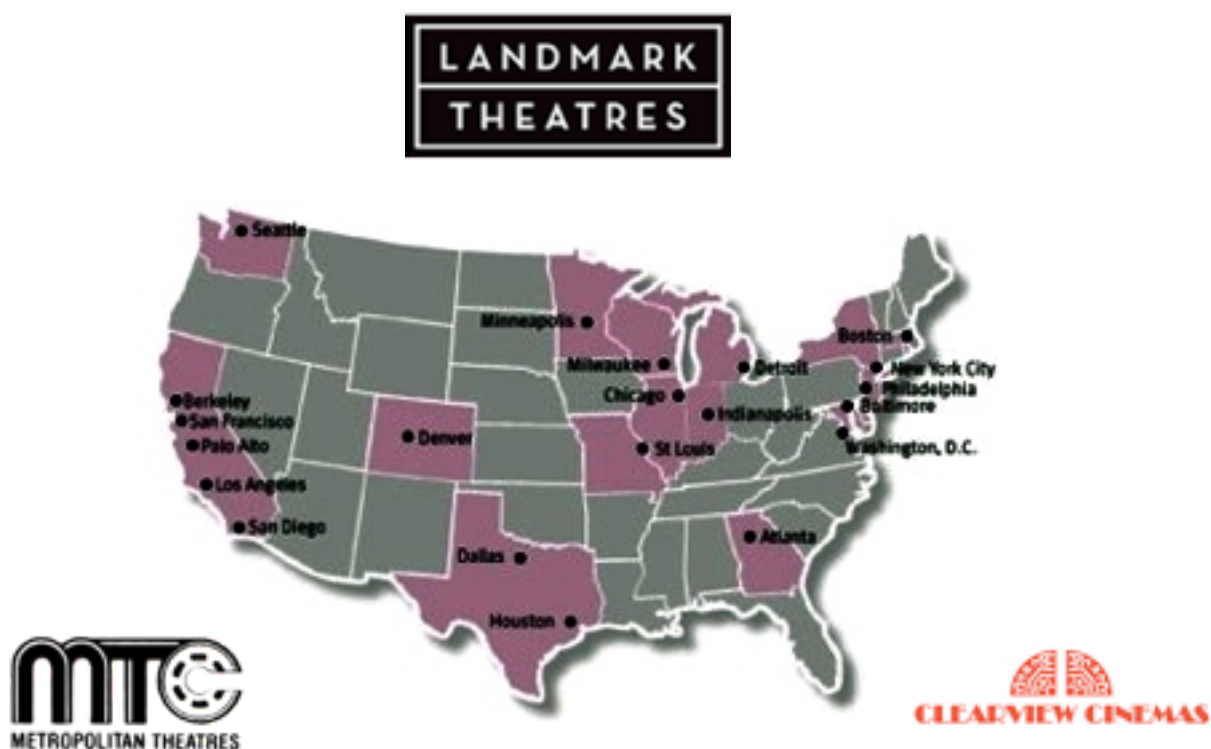 LANDMARK
THEATRES
Seattle
Minneapolis
Boston
Milwaukee
Detroit
New York City
Philadelphia
Chicago
Baltimore
Berkeley
Indianapolis
San Francisco
Denver
Palo Alto
St Louis
Washington, D.C.
Los Angeles
San Diego
Atlanta
Dallas
Houston
MTC
METROPOLITAN THEATRES
CLEARVIEW CINEMAS